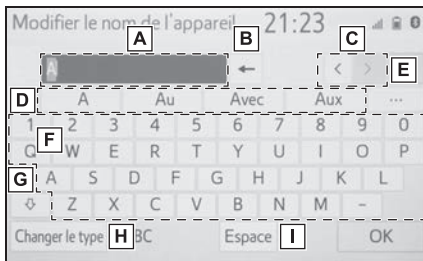 Modifier le nom de l'appareil 21:23
A B C
A ← < > E
D A Au Avec Aux ...
1 2 3 4 5 6 7 8 9 0
F
Q W E R T Y U I O P
G A S D F G H J K L
Z X C V B N M -
Changer le type H BC Espace I OK